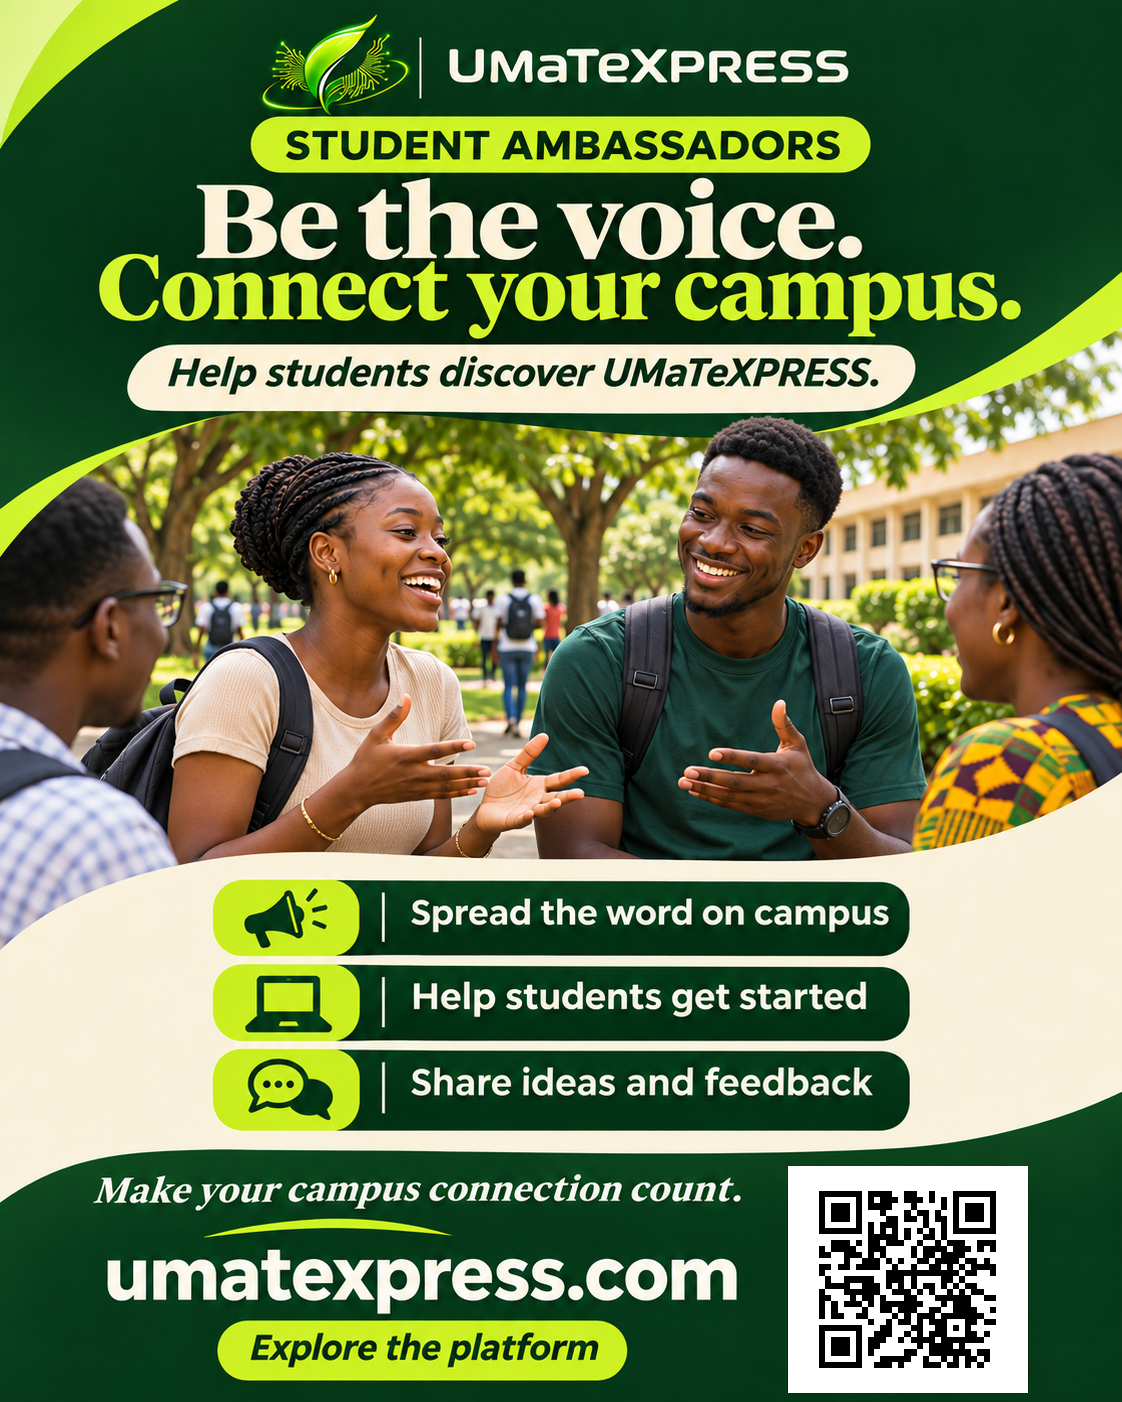 UMaTeXPRESS
STUDENT AMBASSADORS
Be the voice.
Connect your campus.
Help students discover UMaTeXPRESS.
Spread the word on campus
Help students get started
Share ideas and feedback
Make your campus connection count.
umatexpress.com
Explore the platform